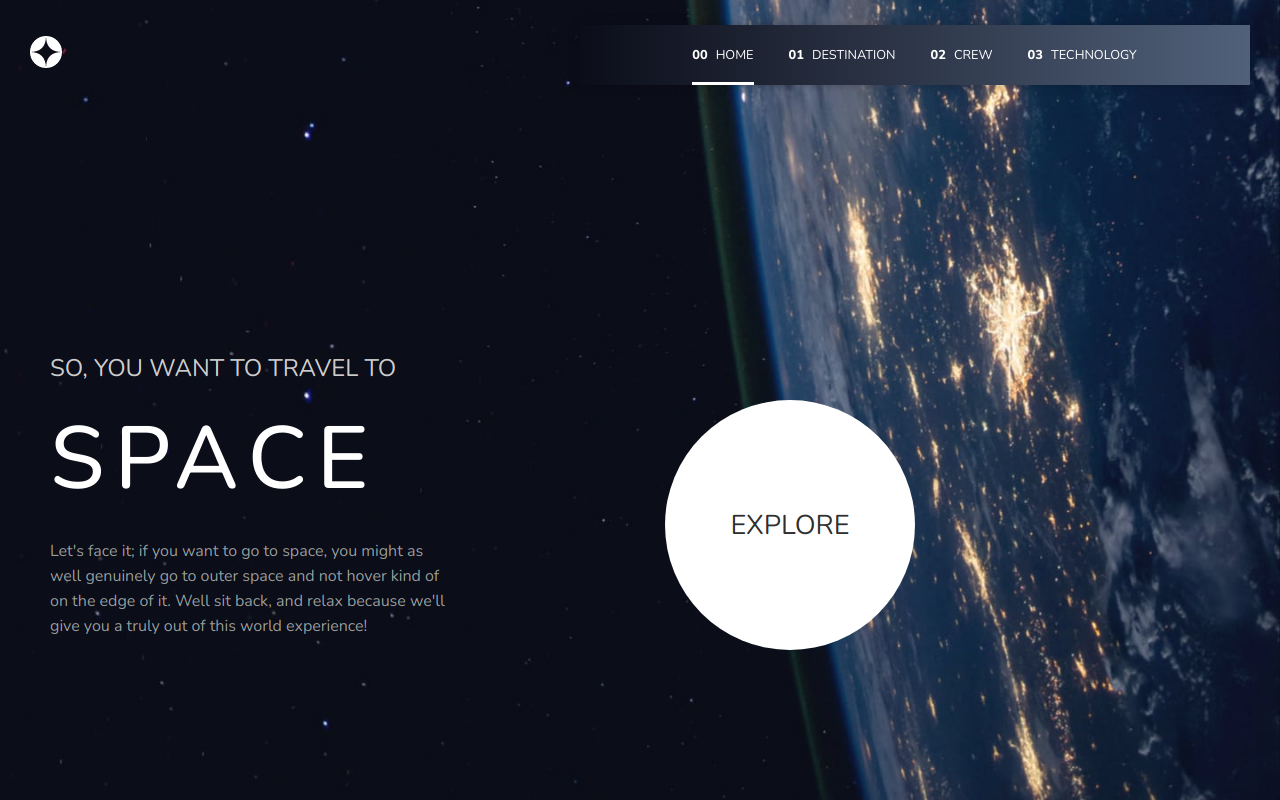 00 HOME 01 DESTINATION 02 CREW 03 TECHNOLOGY
SO, YOU WANT TO TRAVEL TO
SPACE
Let's face it; if you want to go to space, you might as
well genuinely go to outer space and not hover kind of
on the edge of it. Well sit back, and relax because we'll
give you a truly out of this world experience!
EXPLORE